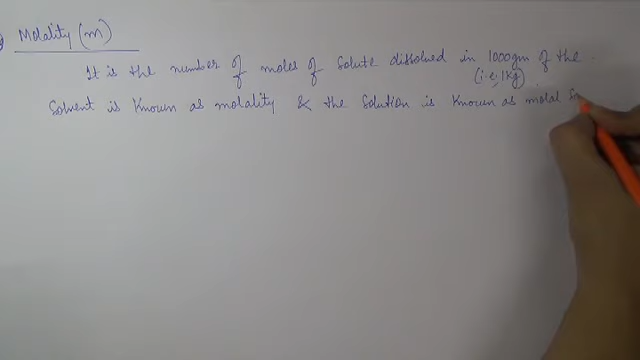 Molality (m)
It is the number of moles of solute dissolved in 1000gm of the
(i.e; 1kg)
Solvent is known as molality & the solution is known as molal